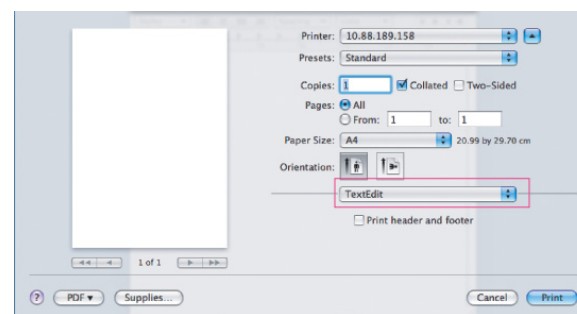 Printer: 10.88.189.158
Presets: Standard
Copies: 1 Collated Two-Sided
Pages: All
From: 1 to: 1
Paper Size: A4 20.99 by 29.70 cm
Orientation:
TextEdit
Print header and footer
1 of 1
? PDF Supplies... Cancel Print